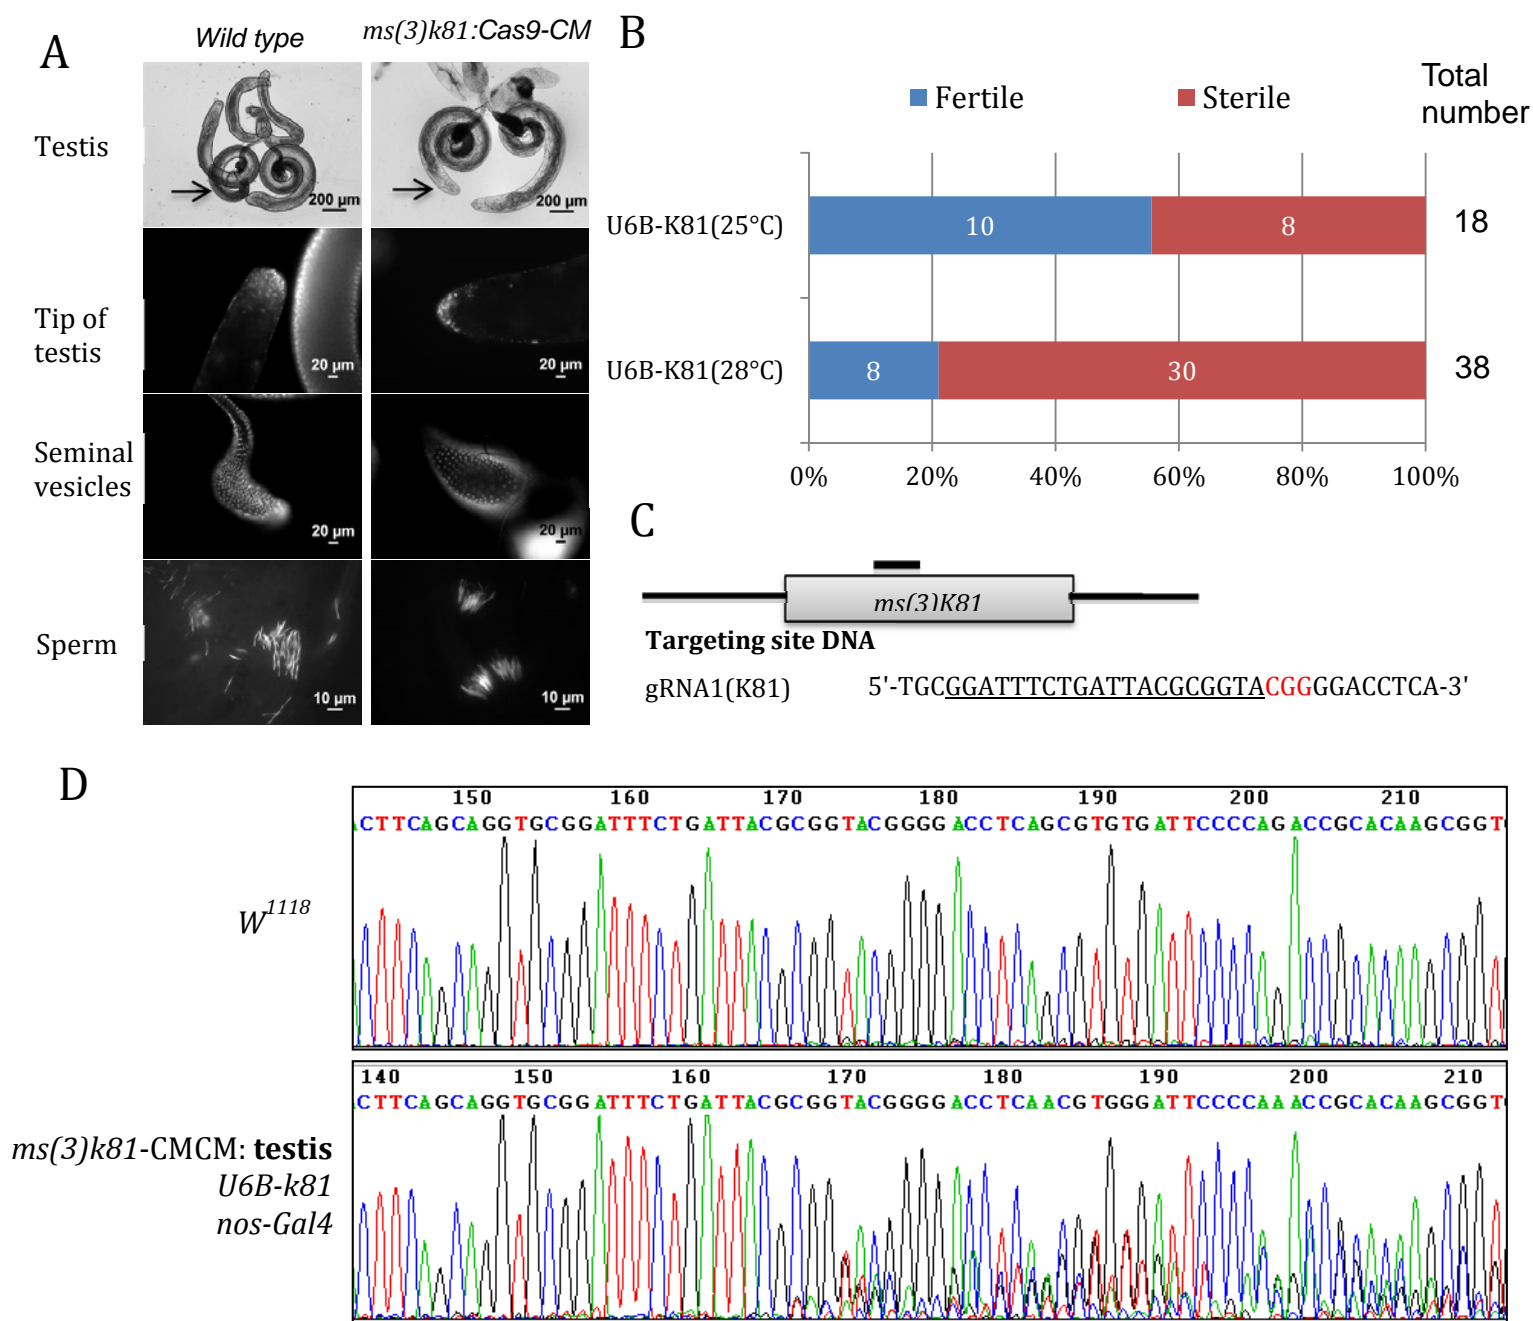 A
Wild type
ms(3)k81:Cas9-CM
Testis
200 µm
200 µm
Tip of
testis
20 µm
20 µm
Seminal
vesicles
20 µm
20 µm
Sperm
10 µm
10 µm
B
Fertile
Sterile
Total
number
U6B-K81(25°C)
10
8
18
U6B-K81(28°C)
8
30
38
0%
20%
40%
60%
80%
100%
C
ms(3)K81
Targeting site DNA
gRNA1(K81)
5'-TGCGGATTTCTGATTACGCGGTACGGGGACCTCA-3'
D
150 160 170 180 190 200 210
CTTCAGCAGGTGCGGATTTCTGATTACGCGGTACGGGGACCTCAGCGTGTGATTCCCCAGACCGCACAAGCGGT
W1118
140 150 160 170 180 190 200 210
CTTCAGCAGGTGCGGATTTCTGATTACGCGGTACGGGGACCTCAACGTGGGATTCCCCAAACCGCACAAGCGGT
ms(3)k81-CMCM: testis
U6B-k81
nos-Gal4